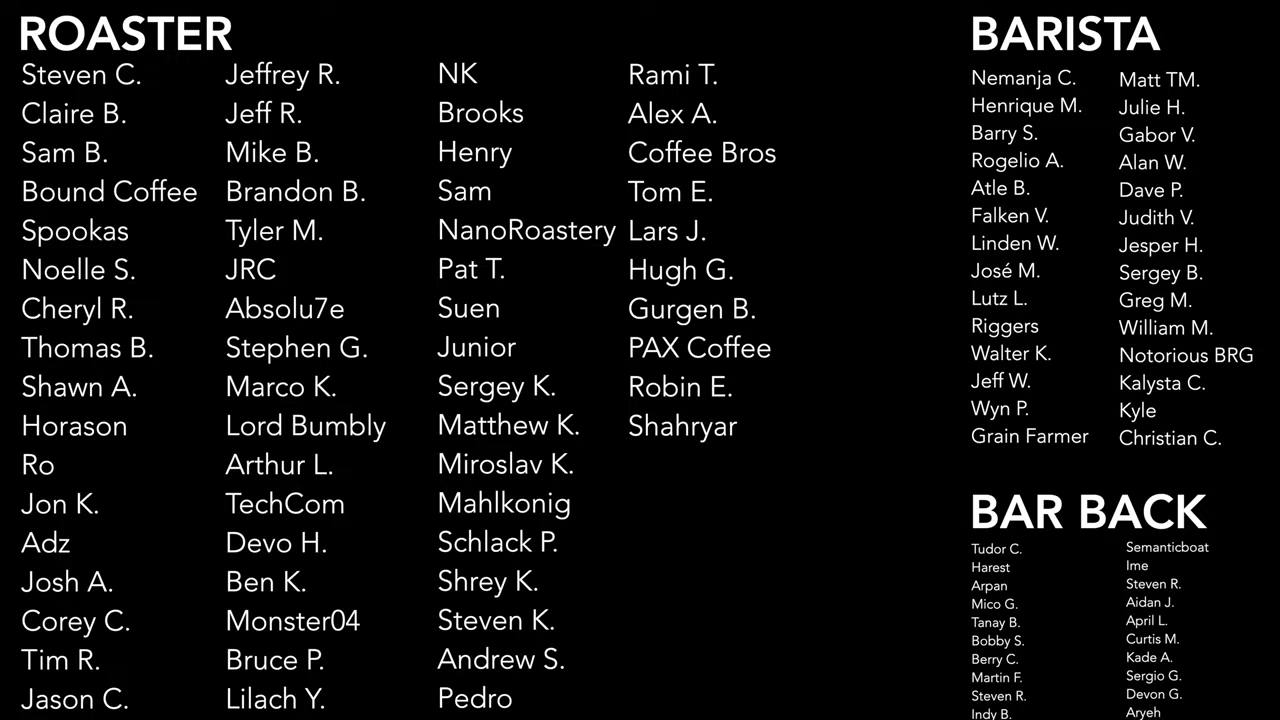 ROASTER
Steven C.
Claire B.
Sam B.
Bound Coffee
Spookas
Noelle S.
Cheryl R.
Thomas B.
Shawn A.
Horason
Ro
Jon K.
Adz
Josh A.
Corey C.
Tim R.
Jason C.
Jeffrey R.
Jeff R.
Mike B.
Brandon B.
Tyler M.
JRC
Absolu7e
Stephen G.
Marco K.
Lord Bumbly
Arthur L.
TechCom
Devo H.
Ben K.
Monster04
Bruce P.
Lilach Y.
NK
Brooks
Henry
Sam
NanoRoastery
Pat T.
Suen
Junior
Sergey K.
Matthew K.
Miroslav K.
Mahlkonig
Schlack P.
Shrey K.
Steven K.
Andrew S.
Pedro
Rami T.
Alex A.
Coffee Bros
Tom E.
Lars J.
Hugh G.
Gurgen B.
PAX Coffee
Robin E.
Shahryar
BARISTA
Nemanja C.
Henrique M.
Barry S.
Rogelio A.
Atle B.
Falken V.
Linden W.
José M.
Lutz L.
Riggers
Walter K.
Jeff W.
Wyn P.
Grain Farmer
Matt TM.
Julie H.
Gabor V.
Alan W.
Dave P.
Judith V.
Jesper H.
Sergey B.
Greg M.
William M.
Notorious BRG
Kalysta C.
Kyle
Christian C.
BAR BACK
Tudor C.
Harest
Arpan
Mico G.
Tanay B.
Bobby S.
Berry C.
Martin F.
Steven R.
Indy B.
Semanticboat
Ime
Steven R.
Aidan J.
April L.
Curtis M.
Kade A.
Sergio G.
Devon G.
Aryeh